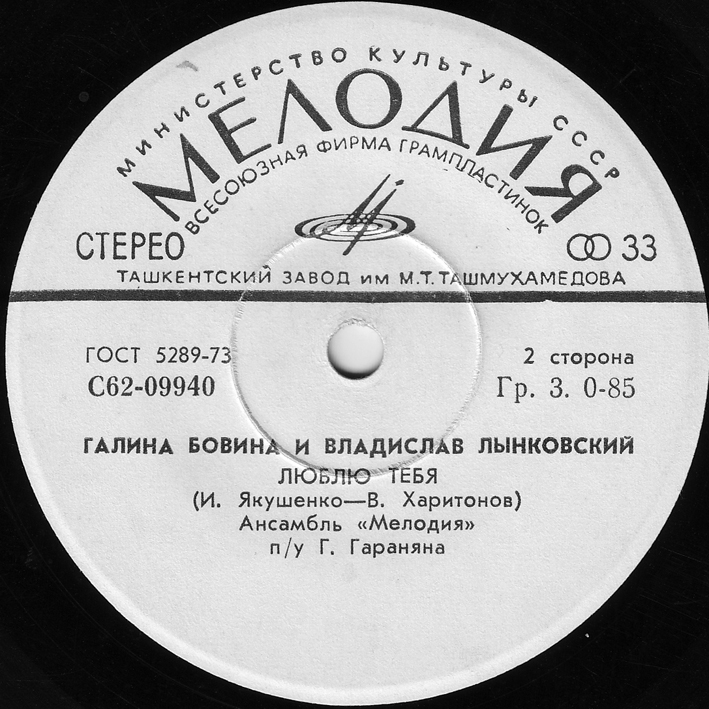 МИНИСТЕРСТВО КУЛЬТУРЫ СССР
МЕЛОДИЯ
ВСЕСОЮЗНАЯ ФИРМА ГРАМПЛАСТИНОК
СТЕРЕО 33
ТАШКЕНТСКИЙ ЗАВОД им М.Т.ТАШМУХАМЕДОВА
ГОСТ 5289-73 2 сторона
С62-09940 Гр. 3. 0-85
ГАЛИНА БОВИНА И ВЛАДИСЛАВ ЛЫНКОВСКИЙ
ЛЮБЛЮ ТЕБЯ
(И. Якушенко—В. Харитонов)
Ансамбль «Мелодия»
п/у Г. Гараняна